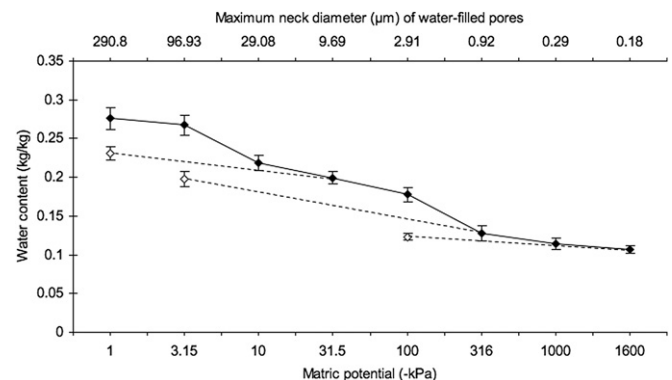 Maximum neck diameter (µm) of water-filled pores
290.8 96.93 29.08 9.69 2.91 0.92 0.29 0.18
0.35
0.3
0.25
0.2
0.15
0.1
0.05
0
Water content (kg/kg)
1 3.15 10 31.5 100 316 1000 1600
Matric potential (-kPa)